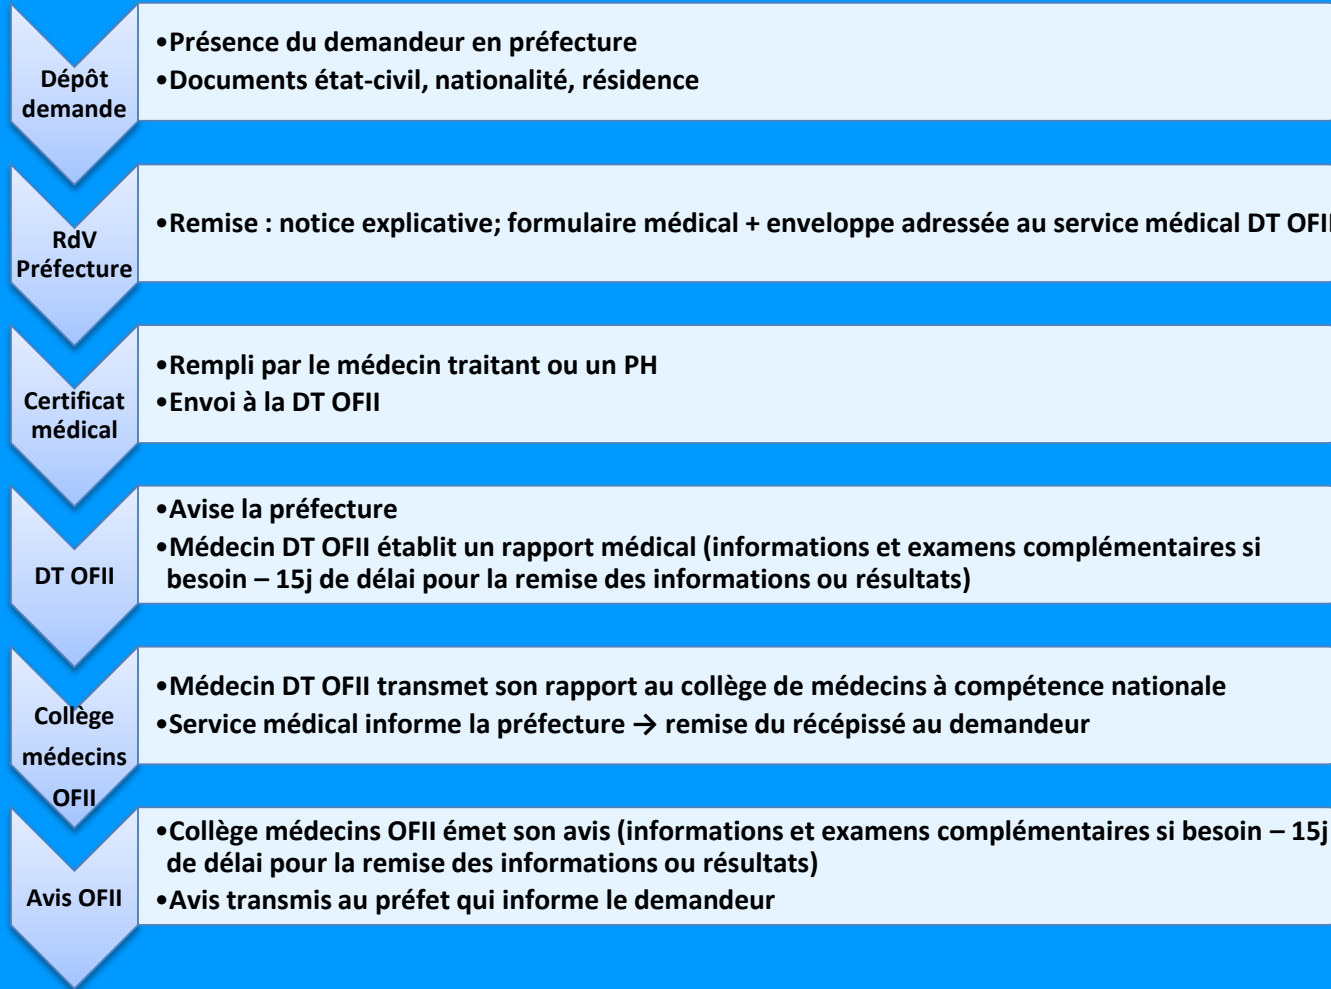 Dépôt
demande
•Présence du demandeur en préfecture
•Documents état-civil, nationalité, résidence
RdV
Préfecture
•Remise : notice explicative; formulaire médical + enveloppe adressée au service médical DT OFII
Certificat
médical
•Rempli par le médecin traitant ou un PH
•Envoi à la DT OFII
DT OFII
•Avise la préfecture
•Médecin DT OFII établit un rapport médical (informations et examens complémentaires si
besoin – 15j de délai pour la remise des informations ou résultats)
Collège
médecins
OFII
•Médecin DT OFII transmet son rapport au collège de médecins à compétence nationale
•Service médical informe la préfecture → remise du récépissé au demandeur
Avis OFII
•Collège médecins OFII émet son avis (informations et examens complémentaires si besoin – 15j
de délai pour la remise des informations ou résultats)
•Avis transmis au préfet qui informe le demandeur